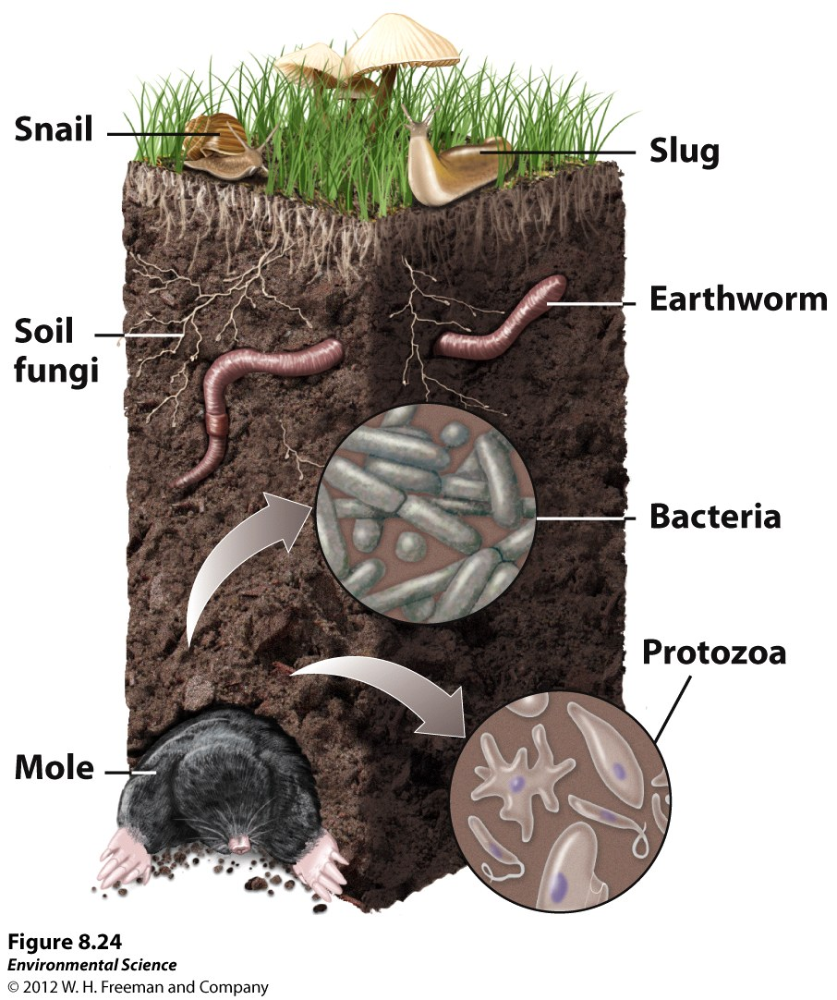 Snail
Slug
Earthworm
Soil
fungi
Bacteria
Protozoa
Mole
Figure 8.24
Environmental Science
© 2012 W. H. Freeman and Company